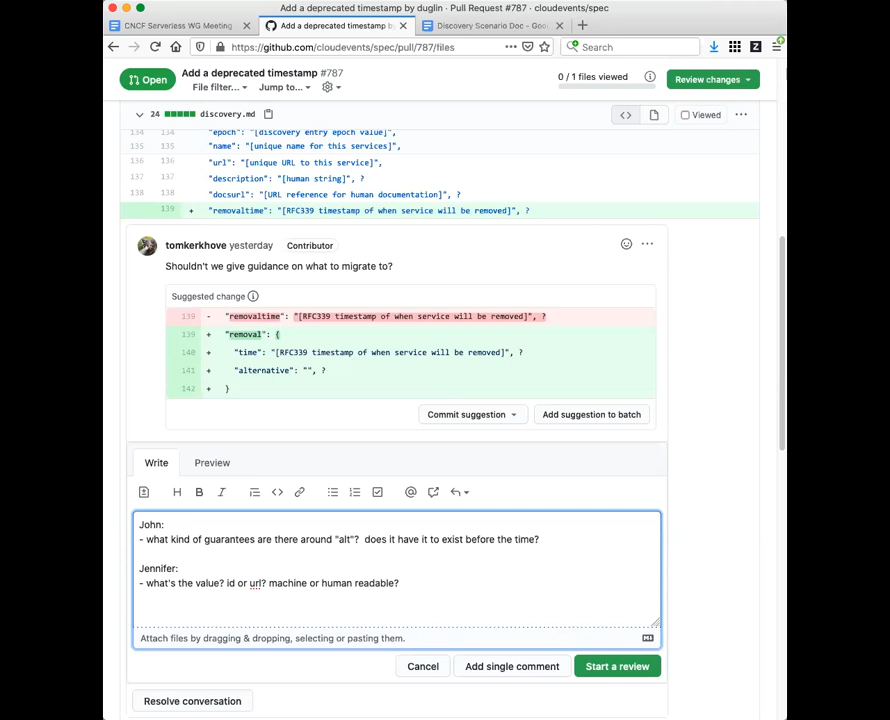 Add a deprecated timestamp by duglin · Pull Request #787 · cloudevents/spec
CNCF Serverless WG Meeting
Add a deprecated timestamp by
Discovery Scenario Doc - Goo
https://github.com/cloudevents/spec/pull/787/files
Search
Open
Add a deprecated timestamp #787
File filter...
Jump to...
0 / 1 files viewed
Review changes
24
discovery.md
Viewed
134 134 "epoch": "[discovery entry epoch value]",
135 135 "name": "[unique name for this services]",
136 136 "url": "[unique URL to this service]",
137 137 "description": "[human string]", ?
138 138 "docsurl": "[URL reference for human documentation]", ?
139 + "removaltime": "[RFC339 timestamp of when service will be removed]", ?
tomkerkhove yesterday
Contributor
Shouldn't we give guidance on what to migrate to?
Suggested change
139 - "removaltime": "[RFC339 timestamp of when service will be removed]", ?
139 + "removal": {
140 + "time": "[RFC339 timestamp of when service will be removed]", ?
141 + "alternative": "", ?
142 + }
Commit suggestion
Add suggestion to batch
Write
Preview
John:
- what kind of guarantees are there around "alt"?  does it have it to exist before the time?
Jennifer:
- what's the value? id or url? machine or human readable?
Attach files by dragging & dropping, selecting or pasting them.
Cancel
Add single comment
Start a review
Resolve conversation